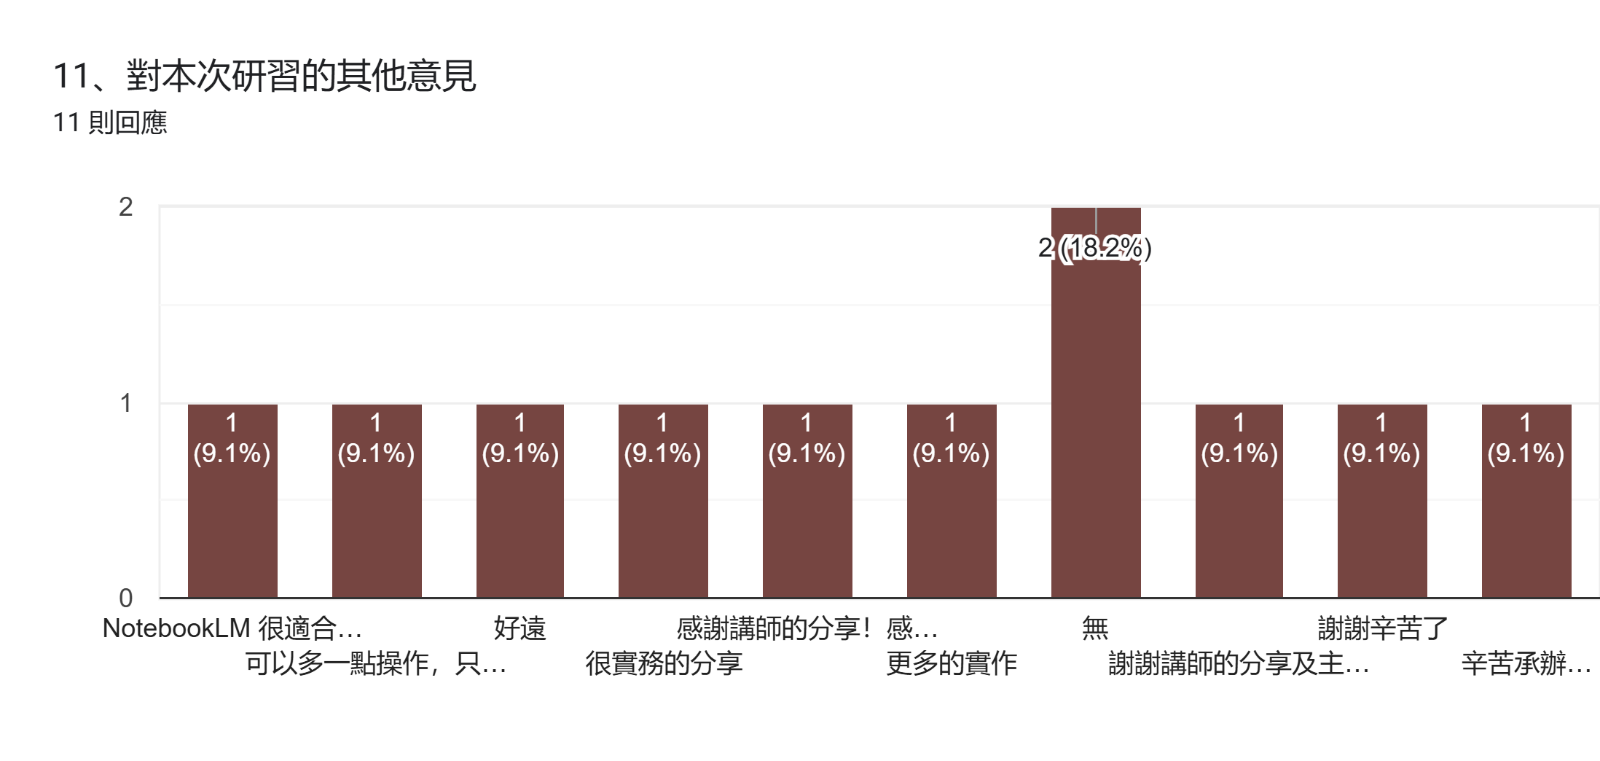 11、對本次研習的其他意見
11 則回應
2
1
0
1
(9.1%)
1
(9.1%)
1
(9.1%)
1
(9.1%)
1
(9.1%)
1
(9.1%)
2 (18.2%)
1
(9.1%)
1
(9.1%)
1
(9.1%)
NotebookLM 很適合…
可以多一點操作，只…
好遠
很實務的分享
感謝講師的分享！感…
更多的實作
無
謝謝講師的分享及主…
謝謝辛苦了
辛苦承辦…